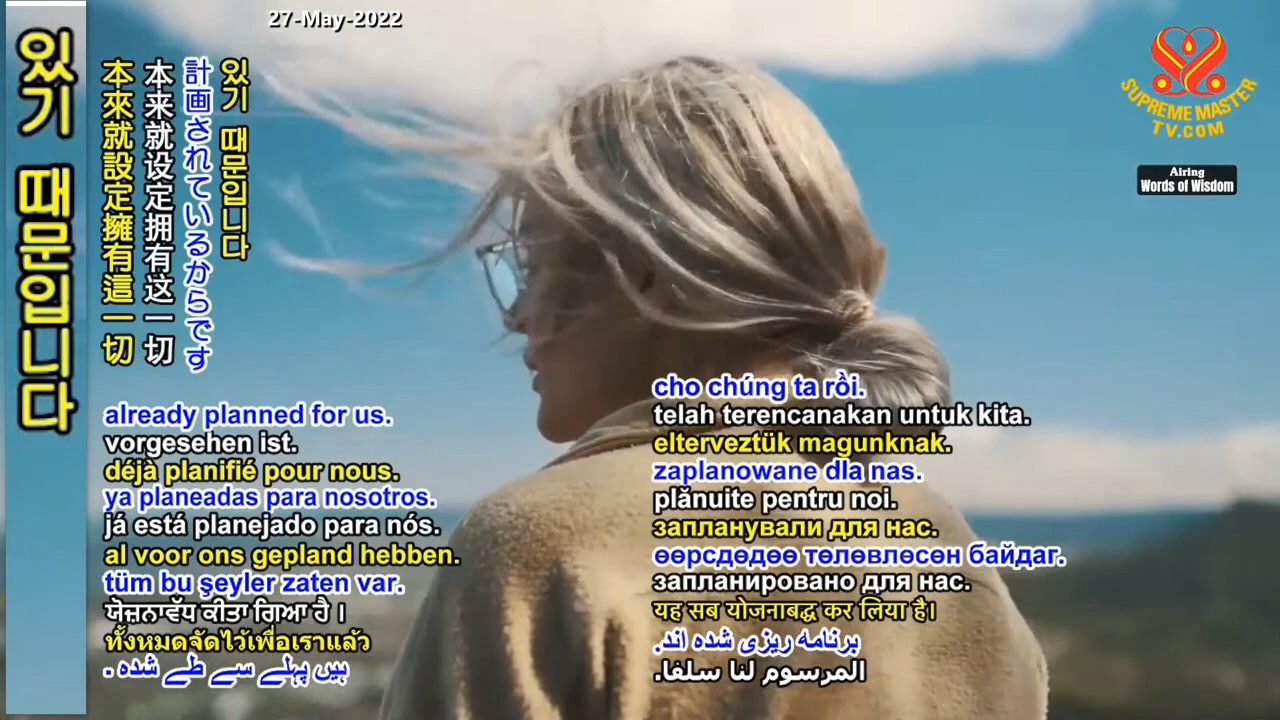 27-May-2022
있기 때문입니다
本來就設定擁有這一切
本来就设定拥有这一切
計画されているからです
있기 때문입니다
SUPREME MASTER
TV.COM
Airing
Words of Wisdom
already planned for us.
vorgesehen ist.
déjà planifié pour nous.
ya planeadas para nosotros.
já está planejado para nós.
al voor ons gepland hebben.
tüm bu şeyler zaten var.
ਯੋਜ਼ਨਾਵੱਧ ਕੀਤਾ ਗਿਆ ਹੈ ।
ทั้งหมดจัดไว้เพื่อเราแล้ว
ہیں پہلے سے طے شدہ .
cho chúng ta rồi.
telah terencanakan untuk kita.
elterveztük magunknak.
zaplanowane dla nas.
plănuite pentru noi.
запланували для нас.
өөрсдөдөө төлөвлөсөн байдаг.
запланировано для нас.
यह सब योजनाबद्ध कर लिया है।
برنامه ریزی شده اند.
المرسوم لنا سلفا.